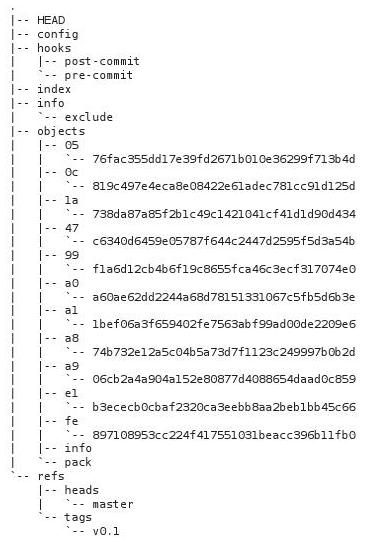 .
|-- HEAD
|-- config
|-- hooks
|   |-- post-commit
|   `-- pre-commit
|-- index
|-- info
|   `-- exclude
|-- objects
|   |-- 05
|   |   `-- 76fac355dd17e39fd2671b010e36299f713b4d
|   |-- 0c
|   |   `-- 819c497e4eca8e08422e61adec781cc91d125d
|   |-- 1a
|   |   `-- 738da87a85f2b1c49c1421041cf41d1d90d434
|   |-- 47
|   |   `-- c6340d6459e05787f644c2447d2595f5d3a54b
|   |-- 99
|   |   `-- f1a6d12cb4b6f19c8655fca46c3ecf317074e0
|   |-- a0
|   |   `-- a60ae62dd2244a68d78151331067c5fb5d6b3e
|   |-- a1
|   |   `-- 1bef06a3f659402fe7563abf99ad00de2209e6
|   |-- a8
|   |   `-- 74b732e12a5c04b5a73d7f1123c249997b0b2d
|   |-- a9
|   |   `-- 06cb2a4a904a152e80877d4088654daad0c859
|   |-- e1
|   |   `-- b3ececb0cbaf2320ca3eebb8aa2beb1bb45c66
|   |-- fe
|   |   `-- 897108953cc224f417551031beacc396b11fb0
|   |-- info
|   `-- pack
`-- refs
    |-- heads
    |   `-- master
    `-- tags
        `-- v0.1